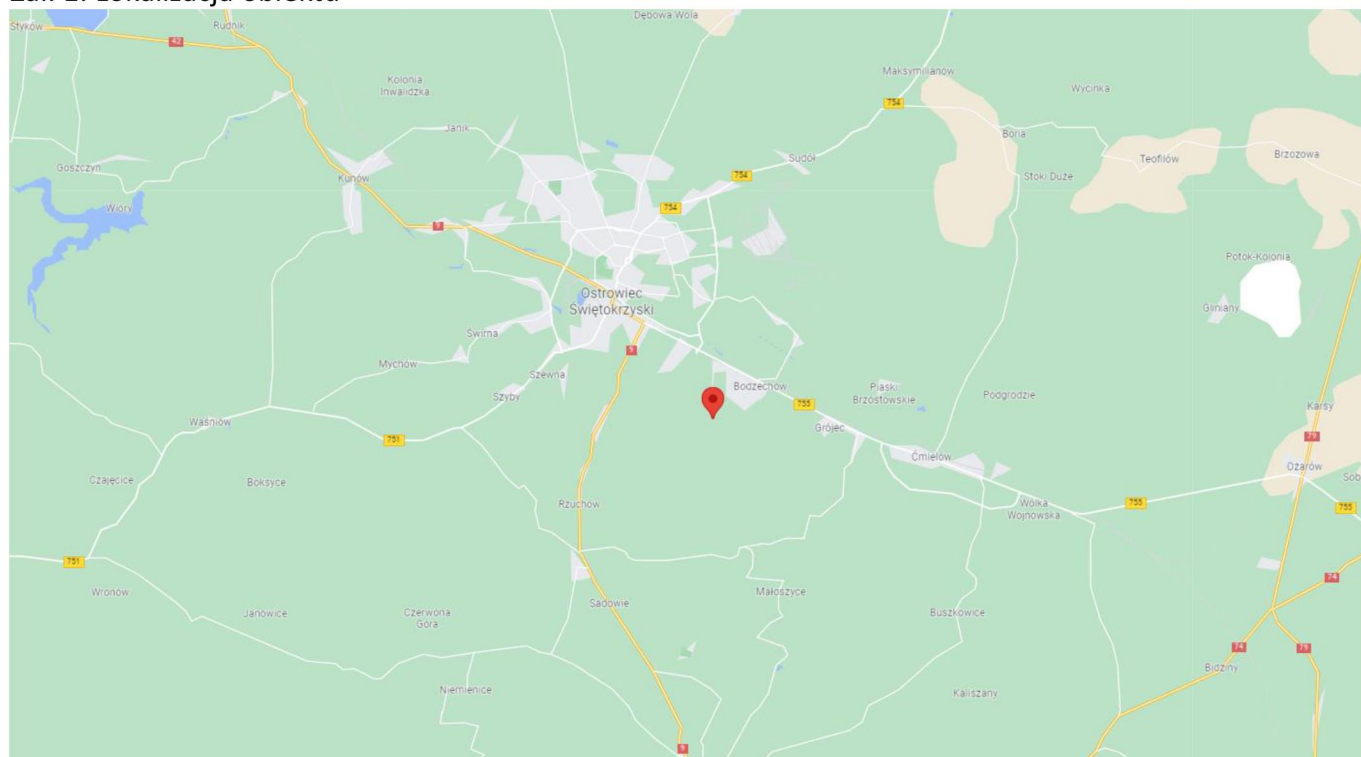 Styków
Rudnik
Dębowa Wola
42
Maksymilianów
Kolonia
Inwalidzka
Wycinka
754
Janik
Boria
Sudół
Teofilów
Brzozowa
Goszczyn
Kunów
754
Stoki Duże
Wióry
754
9
Potok-Kolonia
Ostrowiec
Świętokrzyski
Gliniany
Świrna
9
Mychów
Szewna
Bodzechów
Piaski
Brzóstowskie
Podgrodzie
Szyby
755
Karsy
Waśniów
Grójec
751
79
Ćmielów
Ożarów
Czajęcice
Boksyce
Sob
Rzuchów
Wólka
Wojnowska
755
755
751
74
Wronów
Małoszyce
Janowice
Czerwona
Góra
Sadowie
Buszkowice
74
79
Bidziny
Niemienice
Kaliszany
9